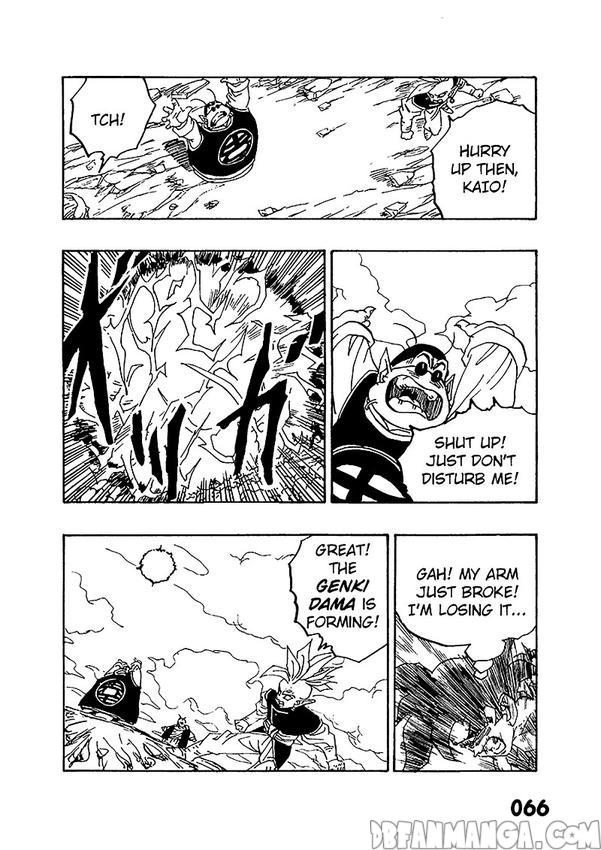 HURRY
UP THEN,
KAIO!
TCH!
SHUT UP!
JUST DON'T
DISTURB ME!
GAH! MY ARM
JUST BROKE!
I'M LOSING IT...
GREAT!
THE
GENKI
DAMA IS
FORMING!
066
DBFANMANGA.COM